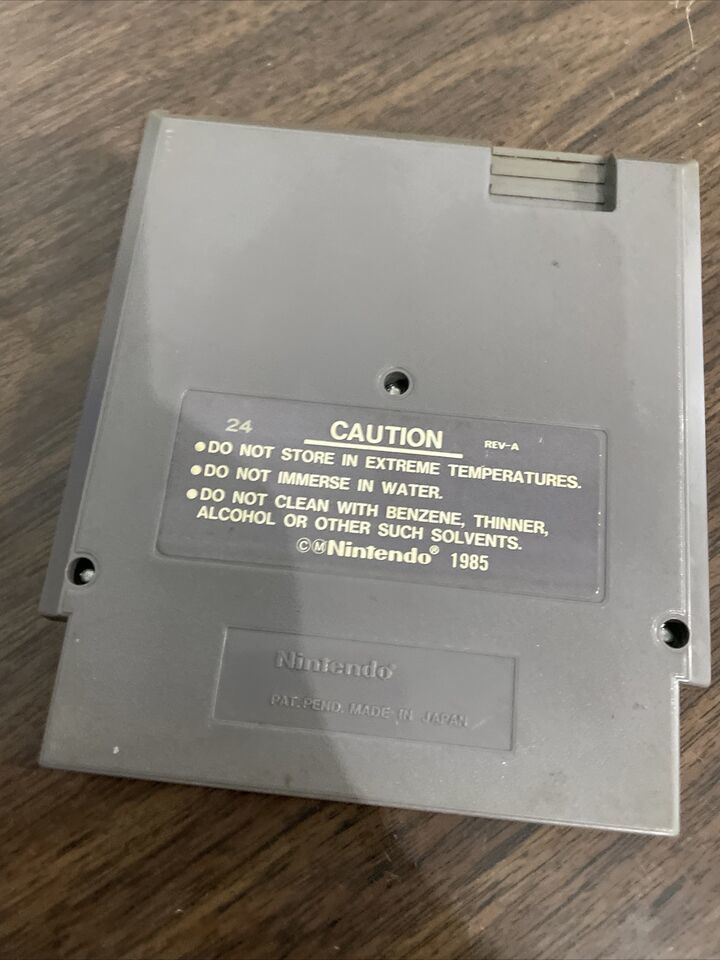 24 CAUTION REV-A
●DO NOT STORE IN EXTREME TEMPERATURES.
●DO NOT IMMERSE IN WATER.
●DO NOT CLEAN WITH BENZENE, THINNER,
ALCOHOL OR OTHER SUCH SOLVENTS.
©ⓂNintendo® 1985
Nintendo®
PAT. PEND. MADE IN JAPAN